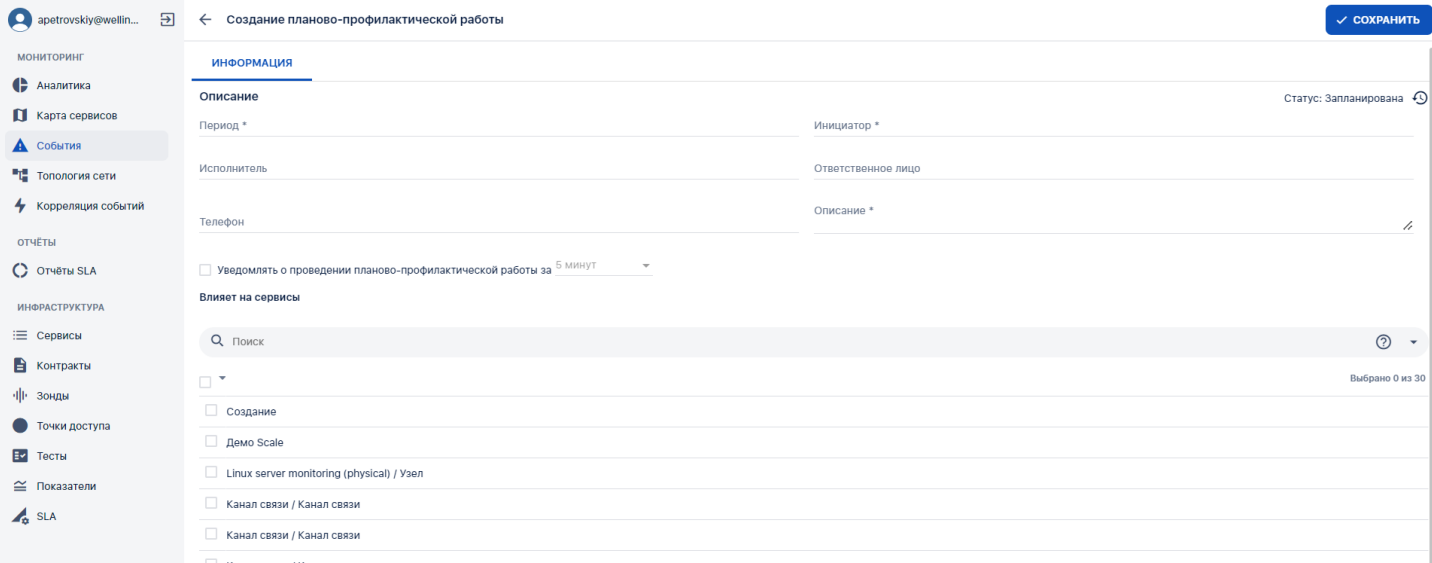 apetrovskiy@wellin...
Создание планово-профилактической работы
СОХРАНИТЬ
МОНИТОРИНГ
Аналитика
Карта сервисов
События
Топология сети
Корреляция событий
ОТЧЁТЫ
Отчёты SLA
ИНФРАСТРУКТУРА
Сервисы
Контракты
Зонды
Точки доступа
Тесты
Показатели
SLA
ИНФОРМАЦИЯ
Описание
Статус: Запланирована
Период *
Инициатор *
Исполнитель
Ответственное лицо
Телефон
Описание *
Уведомлять о проведении планово-профилактической работы за 5 минут
Влияет на сервисы
Поиск
Выбрано 0 из 30
Создание
Демо Scale
Linux server monitoring (physical) / Узел
Канал связи / Канал связи
Канал связи / Канал связи